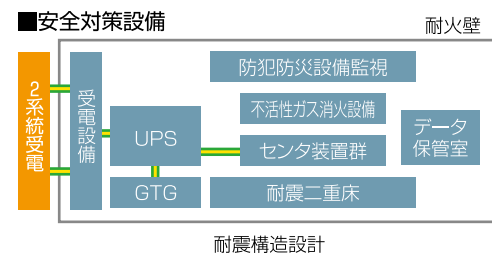 ■安全対策設備
耐火壁
2系統受電
受電設備
防犯防災設備監視
不活性ガス消火設備
UPS
センタ装置群
データ
保管室
GTG
耐震二重床
耐震構造設計